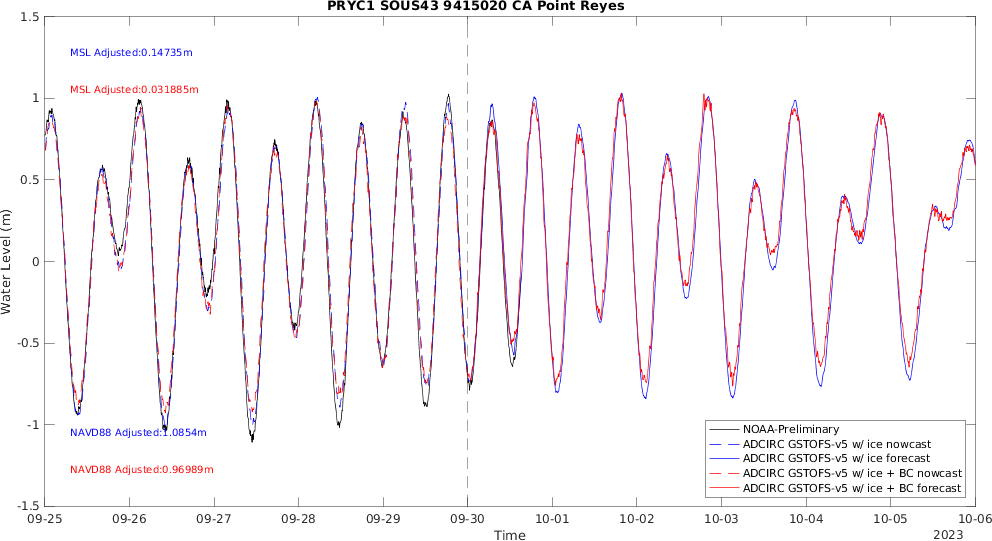 PRYC1 SOUS43 9415020 CA Point Reyes
MSL Adjusted:0.14735m
MSL Adjusted:0.031885m
NAVD88 Adjusted:1.0854m
NAVD88 Adjusted:0.96989m
Water Level (m)
1.5
1
0.5
0
-0.5
-1
-1.5
NOAA-Preliminary
ADCIRC GSTOFS-v5 w/ ice nowcast
ADCIRC GSTOFS-v5 w/ ice forecast
ADCIRC GSTOFS-v5 w/ ice + BC nowcast
ADCIRC GSTOFS-v5 w/ ice + BC forecast
09-25 09-26 09-27 09-28 09-29 09-30 10-01 10-02 10-03 10-04 10-05 10-06
Time
2023